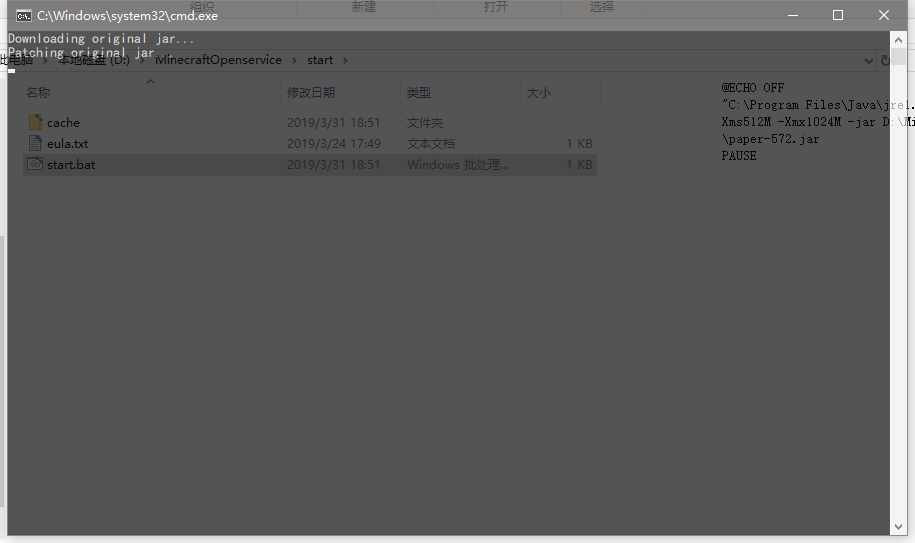 组织
新建
打开
选择
C:\Windows\system32\cmd.exe
Downloading original jar...
Patching original jar
此电脑 > 本地磁盘 (D:) > MinecraftOpenservice > start >
名称 修改日期 类型 大小
cache 2019/3/31 18:51 文件夹
eula.txt 2019/3/24 17:49 文本文档 1 KB
start.bat 2019/3/31 18:51 Windows 批处理... 1 KB
@ECHO OFF
"C:\Program Files\Java\jre1.
Xms512M -Xmx1024M -jar D:\Mi
\paper-572.jar
PAUSE